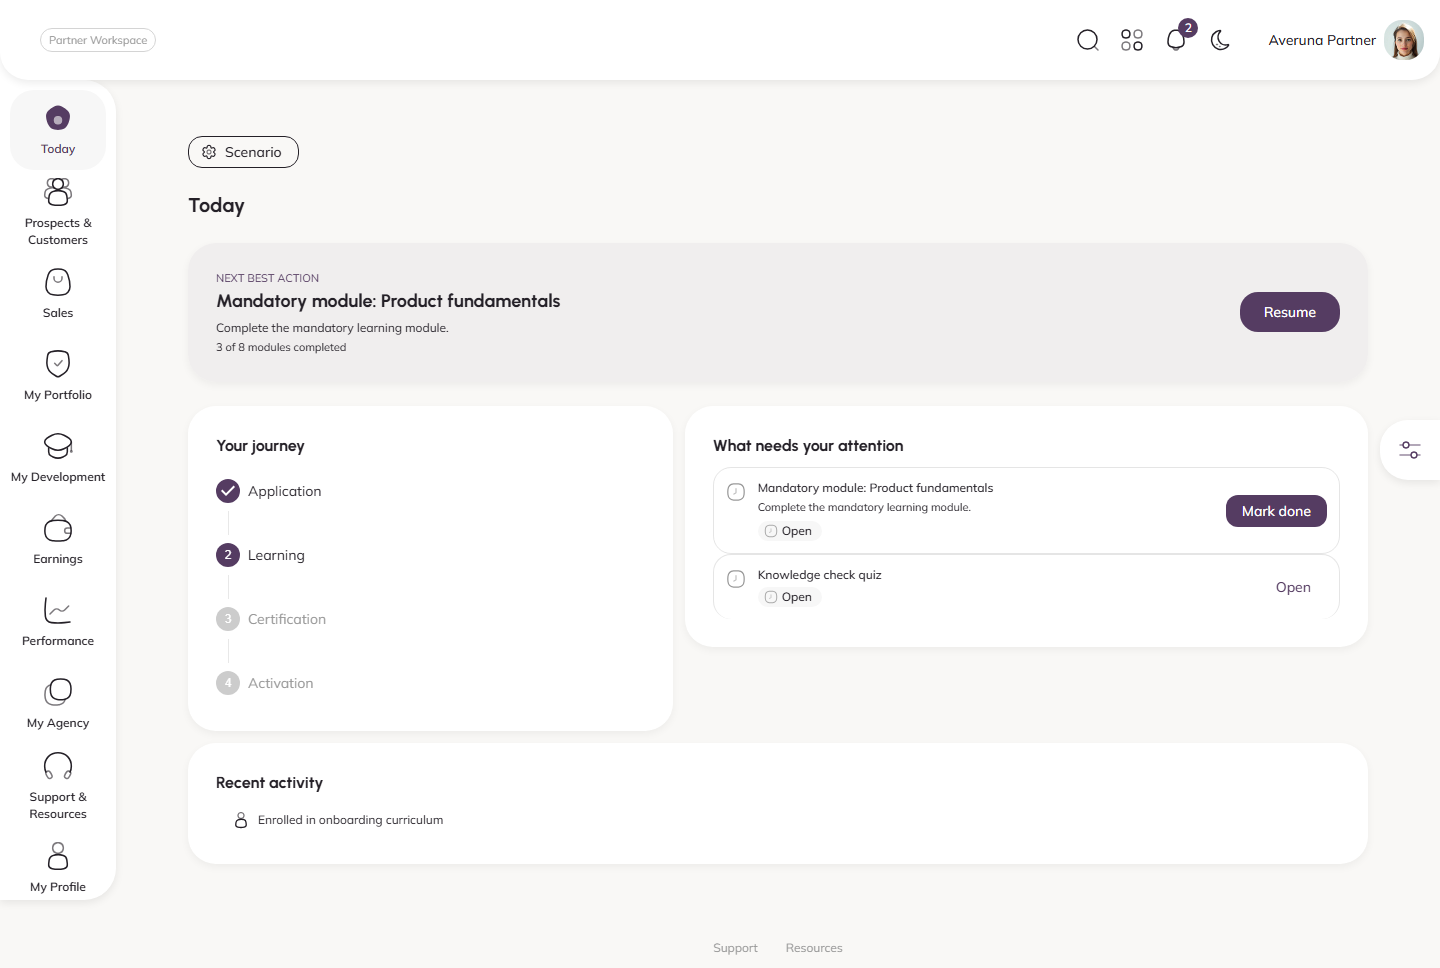 Partner Workspace
2
Averuna Partner
Today
Prospects &
Customers
Sales
My Portfolio
My Development
Earnings
Performance
My Agency
Support &
Resources
My Profile
Scenario
Today
NEXT BEST ACTION
Mandatory module: Product fundamentals
Complete the mandatory learning module.
3 of 8 modules completed
Resume
Your journey
Application
2 Learning
3 Certification
4 Activation
What needs your attention
Mandatory module: Product fundamentals
Complete the mandatory learning module.
Open
Mark done
Knowledge check quiz
Open
Open
Recent activity
Enrolled in onboarding curriculum
Support Resources